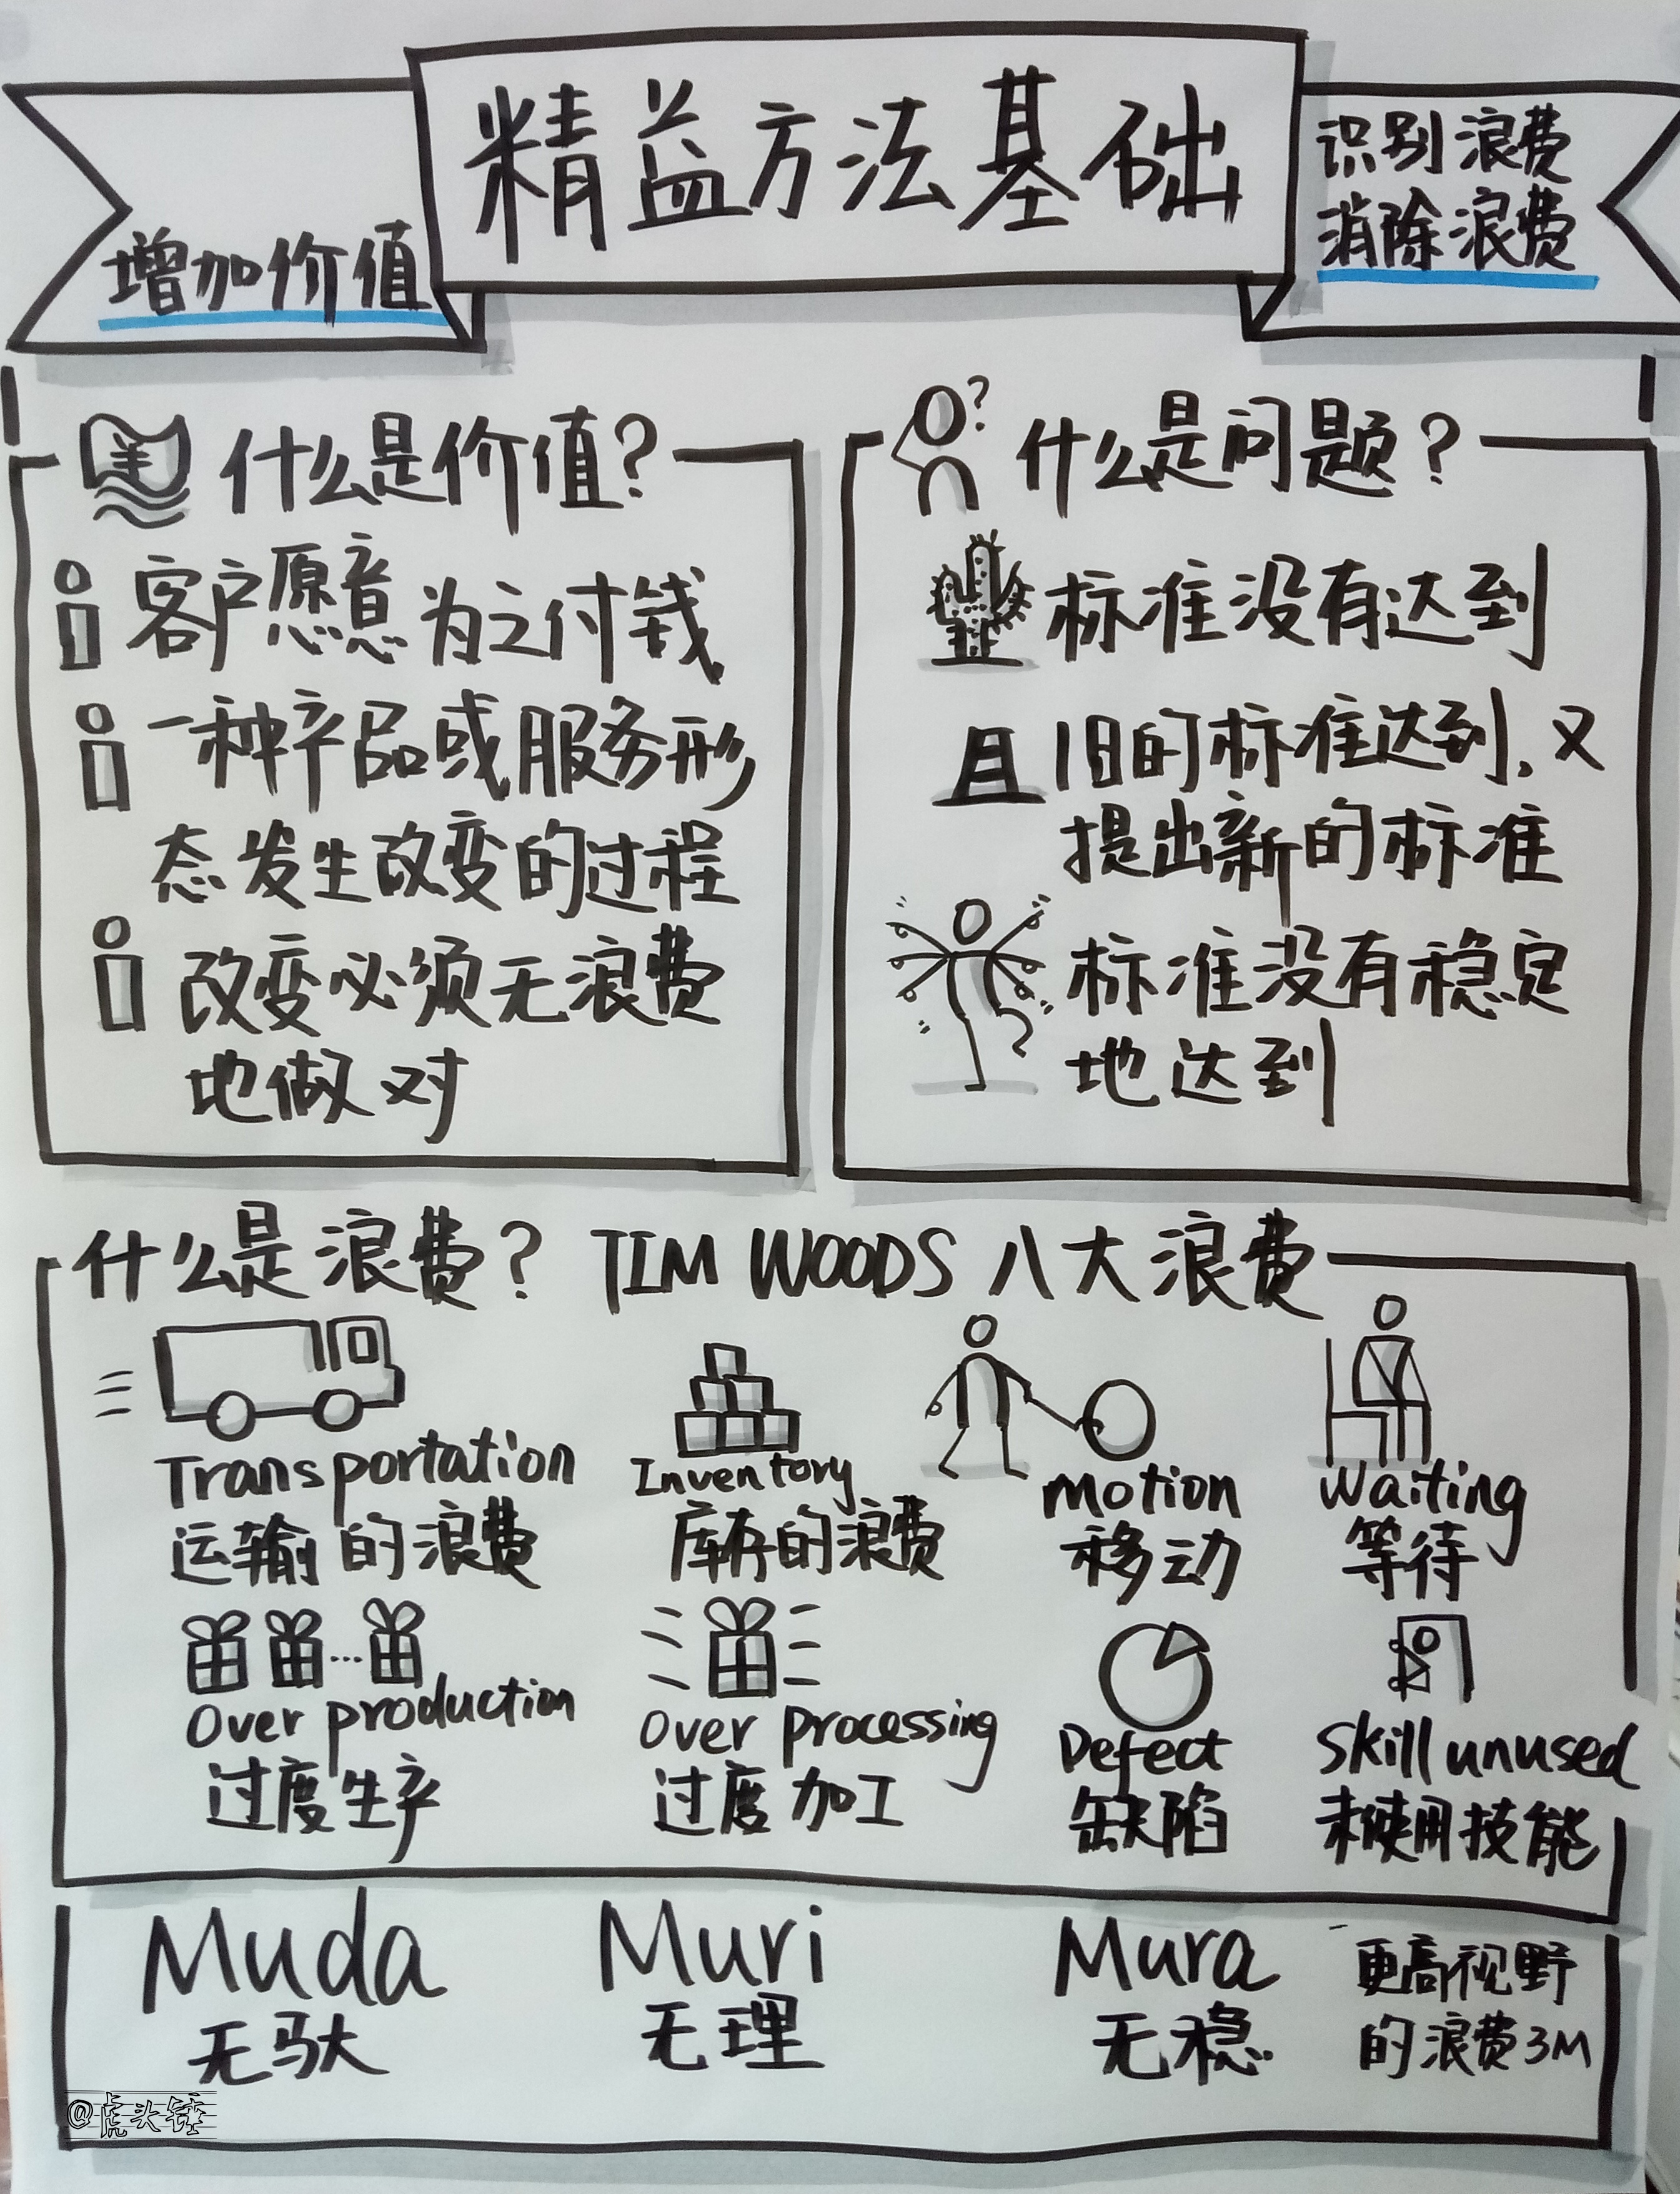 精益方法基础
增加价值
识别浪费
消除浪费
什么是价值?
客户愿意为之付钱
一种产品或服务形
态发生改变的过程
改变必须无浪费
地做对
什么是问题?
标准没有达到
旧的标准达到,又
提出新的标准
标准没有稳定
地达到
什么是浪费? TIM WOODS 八大浪费
Transportation
运输的浪费
Inventory
库存的浪费
Motion
移动
Waiting
等待
Over production
过度生产
Over Processing
过度加工
Defect
缺陷
Skill unused
未使用技能
Muda
无驮
Muri
无理
Mura
无稳
更高视野
的浪费3M
@虎头锤